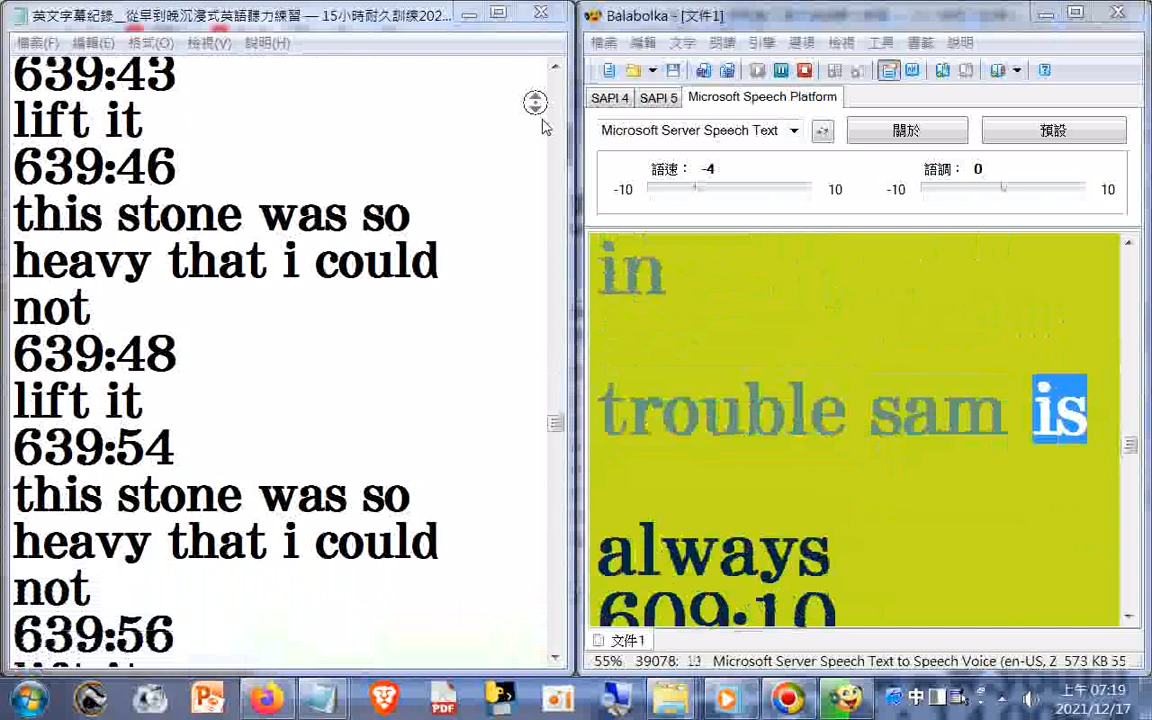 英文字幕紀錄__從早到晚沉浸式英語聽力練習 — 15小時耐久訓練202...
檔案(F) 編輯(E) 格式(O) 檢視(V) 說明(H)
639:43
lift it
639:46
this stone was so
heavy that i could
not
639:48
lift it
639:54
this stone was so
heavy that i could
not
639:56
lift it
Balabolka - [文件1]
檔案 編輯 文字 朗讀 引擎 選項 檢視 工具 書籤 說明
SAPI 4 SAPI 5 Microsoft Speech Platform
Microsoft Server Speech Text 關於 預設
語速： -4 語調： 0
-10 10 -10 10
in
trouble sam is
always
609:10
文件1
55% 39078: 13 Microsoft Server Speech Text to Speech Voice (en-US, Z 573 KB 55
PDF 中 上午 07:19
2021/12/17